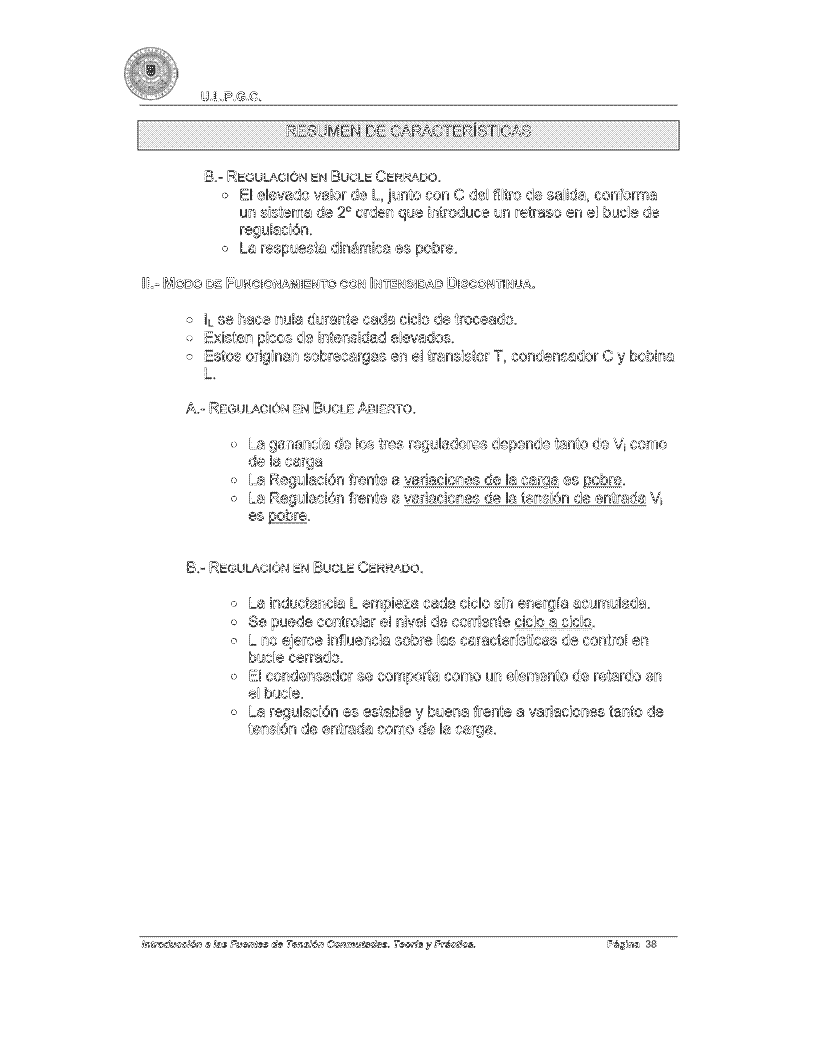 U.L.P.G.C.
RESUMEN DE CARACTERÍSTICAS
B.- REGULACIÓN EN BUCLE CERRADO.
o El elevado valor de L, junto con C del filtro de salida, conforma
un sistema de 2º orden que introduce un retraso en el bucle de
regulación.
o La respuesta dinámica es pobre.
II.- MODO DE FUNCIONAMIENTO CON INTENSIDAD DISCONTINUA.
o IL se hace nula durante cada ciclo de troceado.
o Existen picos de intensidad elevados.
o Estos originan sobrecargas en el transistor T, condensador C y bobina
L.
A.- REGULACIÓN EN BUCLE ABIERTO.
o La ganancia de los tres reguladores depende tanto de Vi como
de la carga
o La Regulación frente a variaciones de la carga es pobre.
o La Regulación frente a variaciones de la tensión de entrada Vi
es pobre.
B.- REGULACIÓN EN BUCLE CERRADO.
o La inductancia L empieza cada ciclo sin energía acumulada.
o Se puede controlar el nivel de corriente ciclo a ciclo.
o L no ejerce influencia sobre las características de control en
bucle cerrado.
o El condensador se comporta como un elemento de retardo en
el bucle.
o La regulación es estable y buena frente a variaciones tanto de
tensión de entrada como de la carga.
Introducción a las Fuentes de Tensión Conmutadas. Teoría y Práctica. Página 38